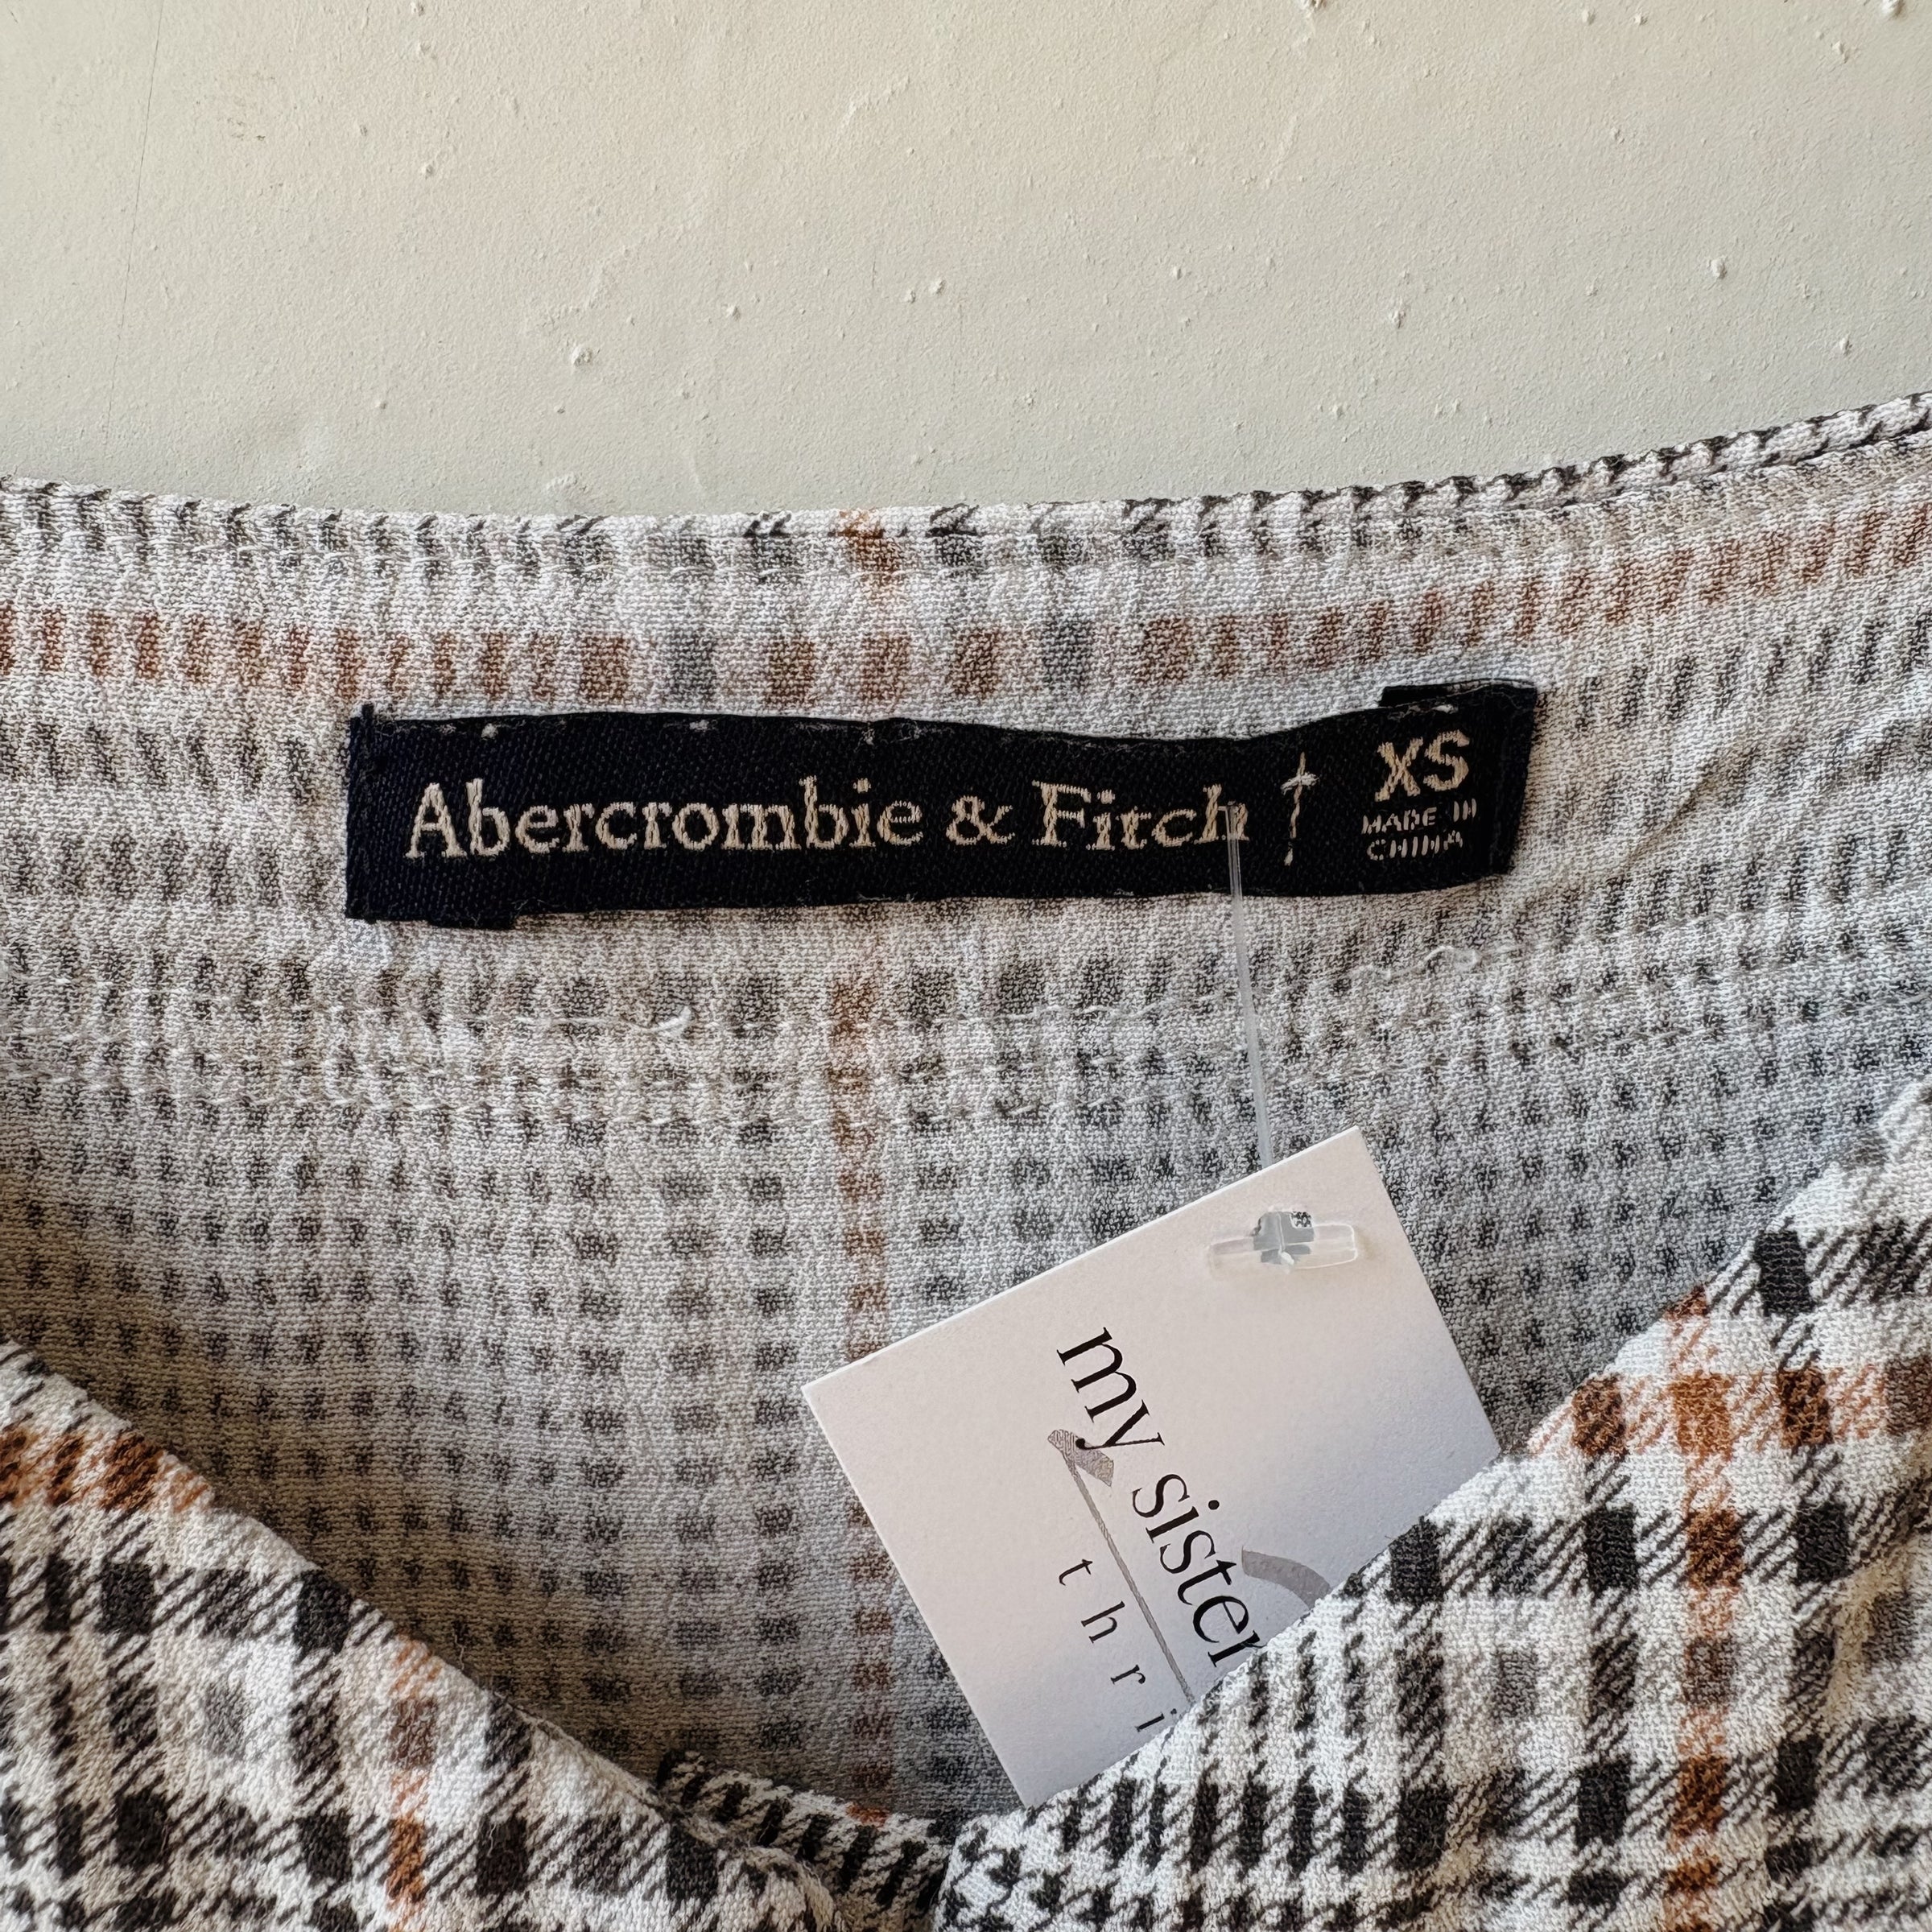 Abercrombie & Fitch
XS
MADE IN
CHINA
my sister
thri